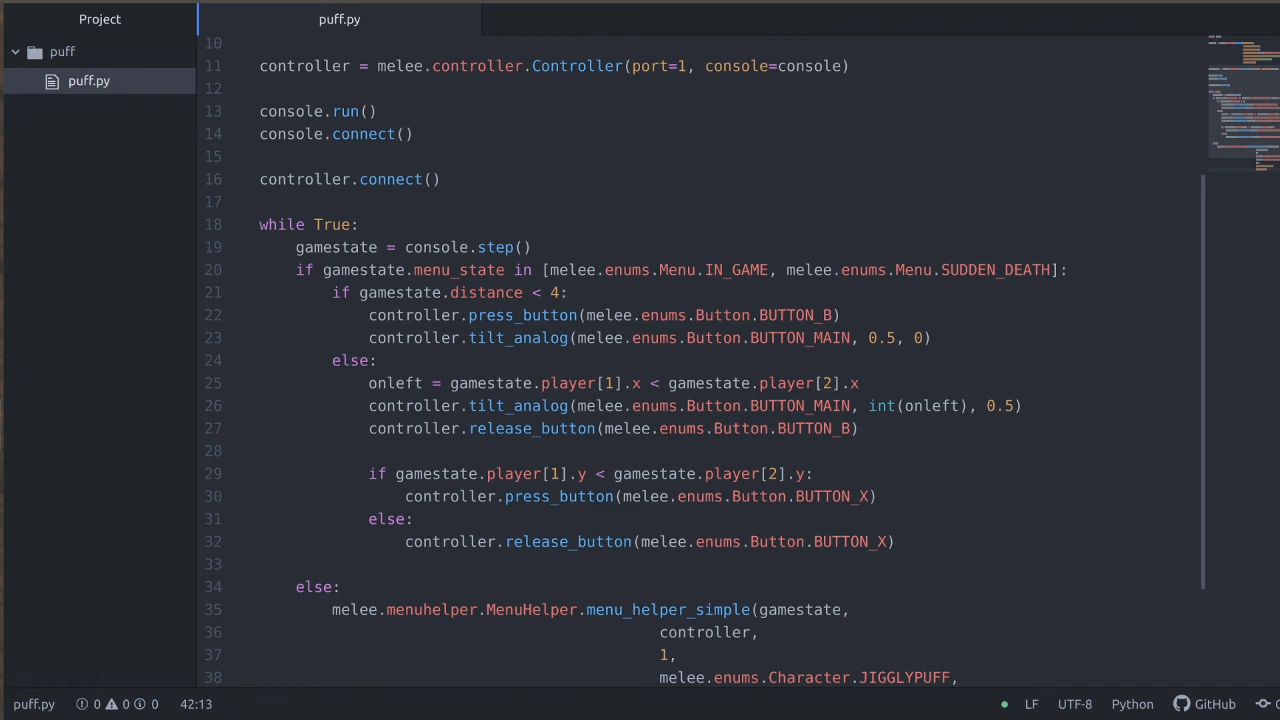 Project
puff.py
puff
puff.py
10
11 controller = melee.controller.Controller(port=1, console=console)
12
13 console.run()
14 console.connect()
15
16 controller.connect()
17
18 while True:
19 gamestate = console.step()
20 if gamestate.menu_state in [melee.enums.Menu.IN_GAME, melee.enums.Menu.SUDDEN_DEATH]:
21 if gamestate.distance < 4:
22 controller.press_button(melee.enums.Button.BUTTON_B)
23 controller.tilt_analog(melee.enums.Button.BUTTON_MAIN, 0.5, 0)
24 else:
25 onleft = gamestate.player[1].x < gamestate.player[2].x
26 controller.tilt_analog(melee.enums.Button.BUTTON_MAIN, int(onleft), 0.5)
27 controller.release_button(melee.enums.Button.BUTTON_B)
28
29 if gamestate.player[1].y < gamestate.player[2].y:
30 controller.press_button(melee.enums.Button.BUTTON_X)
31 else:
32 controller.release_button(melee.enums.Button.BUTTON_X)
33
34 else:
35 melee.menuhelper.MenuHelper.menu_helper_simple(gamestate,
36 controller,
37 1,
38 melee.enums.Character.JIGGLYPUFF,
puff.py 0 0 0 42:13 LF UTF-8 Python GitHub